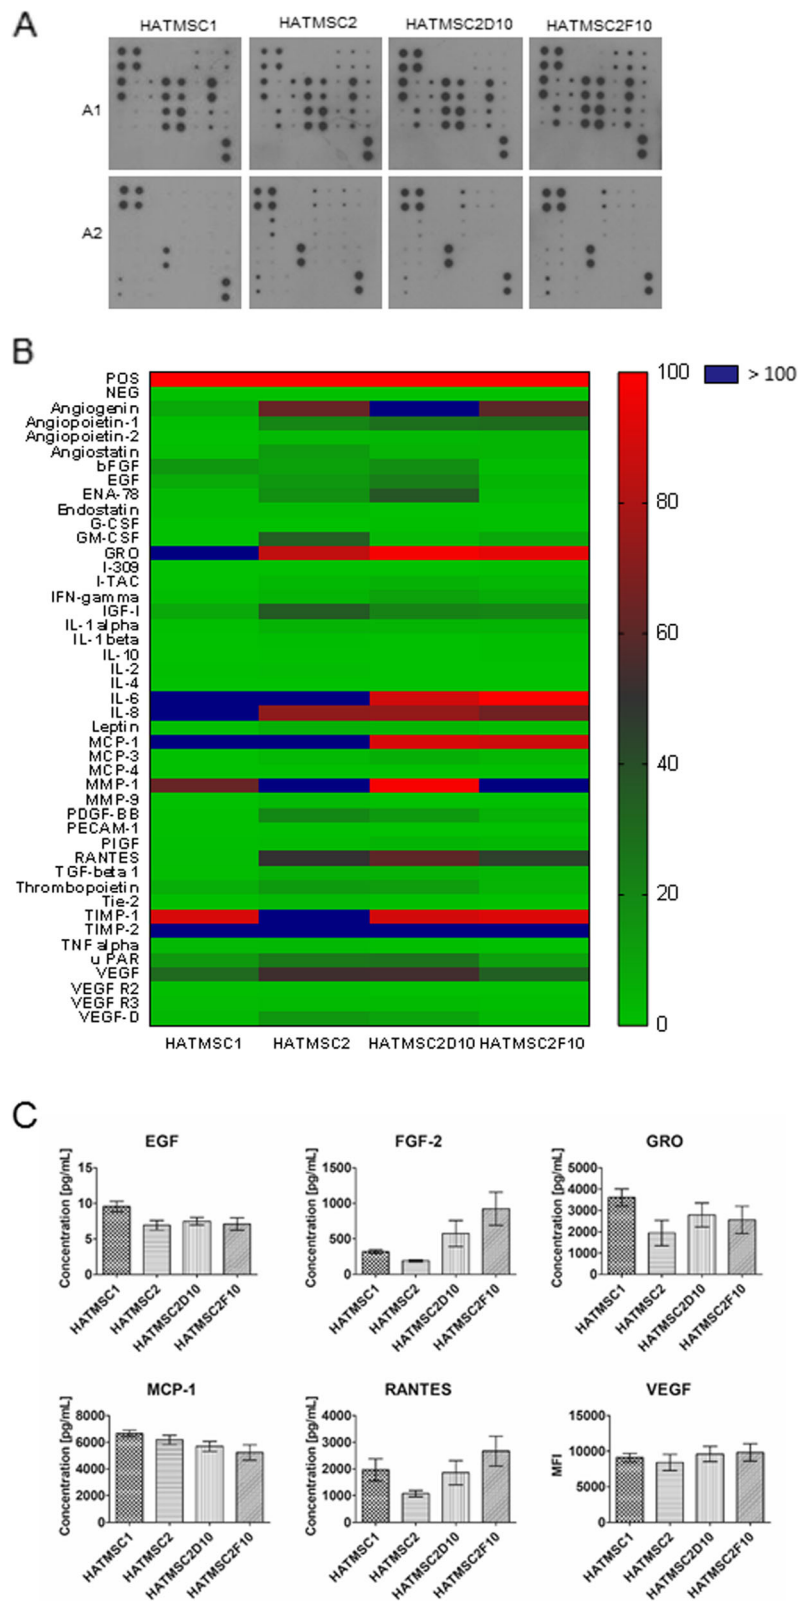 A
HATMSC1 HATMSC2 HATMSC2D10 HATMSC2F10
A1
A2
B
POS
NEG
Angiogenin
Angiopoietin-1
Angiopoietin-2
Angiostatin
bFGF
EGF
ENA-78
Endostatin
G-CSF
GM-CSF
GRO
I-309
I-TAC
IFN-gamma
IGF-I
IL-1 alpha
IL-1 beta
IL-10
IL-2
IL-4
IL-6
IL-8
Leptin
MCP-1
MCP-3
MCP-4
MMP-1
MMP-9
PDGF-BB
PECAM-1
PIGF
RANTES
TGF-beta 1
Thrombopoietin
Tie-2
TIMP-1
TIMP-2
TNF alpha
u PAR
VEGF
VEGF R2
VEGF R3
VEGF-D
HATMSC1 HATMSC2 HATMSC2D10 HATMSC2F10
100
80
60
40
20
0
> 100
C
EGF
Concentration [pg/mL]
15
10
5
0
HATMSC1
HATMSC2
HATMSC2D10
HATMSC2F10
FGF-2
Concentration [pg/mL]
1500
1000
500
0
HATMSC1
HATMSC2
HATMSC2D10
HATMSC2F10
GRO
Concentration [pg/mL]
5000
4000
3000
2000
1000
0
HATMSC1
HATMSC2
HATMSC2D10
HATMSC2F10
MCP-1
Concentration [pg/mL]
8000
6000
4000
2000
0
HATMSC1
HATMSC2
HATMSC2D10
HATMSC2F10
RANTES
Concentration [pg/mL]
4000
3000
2000
1000
0
HATMSC1
HATMSC2
HATMSC2D10
HATMSC2F10
VEGF
MFI
15000
10000
5000
0
HATMSC1
HATMSC2
HATMSC2D10
HATMSC2F10